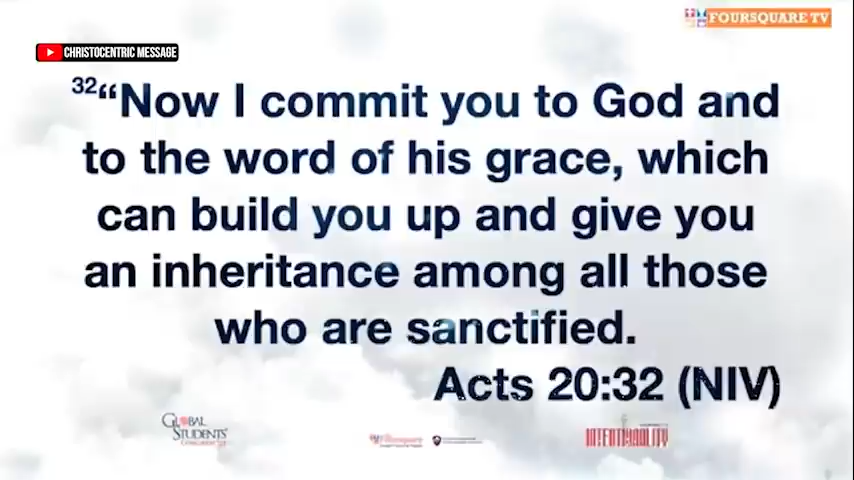 FOURSQUARE TV
CHRISTOCENTRIC MESSAGE
32“Now I commit you to God and
to the word of his grace, which
can build you up and give you
an inheritance among all those
who are sanctified.
Acts 20:32 (NIV)
GLOBAL
STUDENTS'
Foursquare
INTENTIONALITY